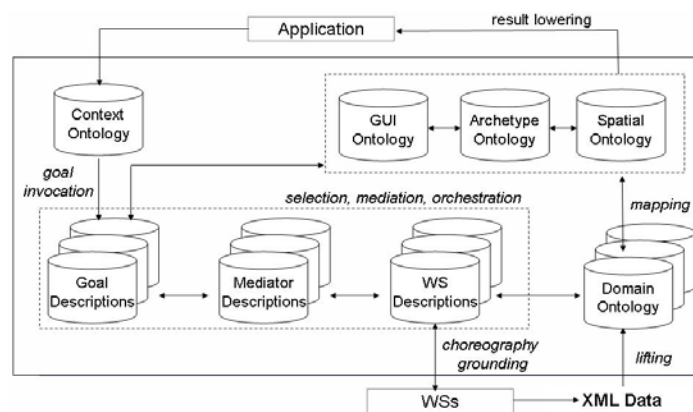 Application
result lowering
Context
Ontology
GUI
Ontology
Archetype
Ontology
Spatial
Ontology
goal
invocation
selection, mediation, orchestration
mapping
Goal
Descriptions
Mediator
Descriptions
WS
Descriptions
Domain
Ontology
choreography
grounding
lifting
WSs
XML Data